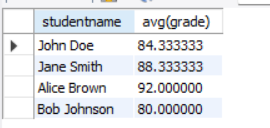 studentname avg(grade)
John Doe 84.333333
Jane Smith 88.333333
Alice Brown 92.000000
Bob Johnson 80.000000